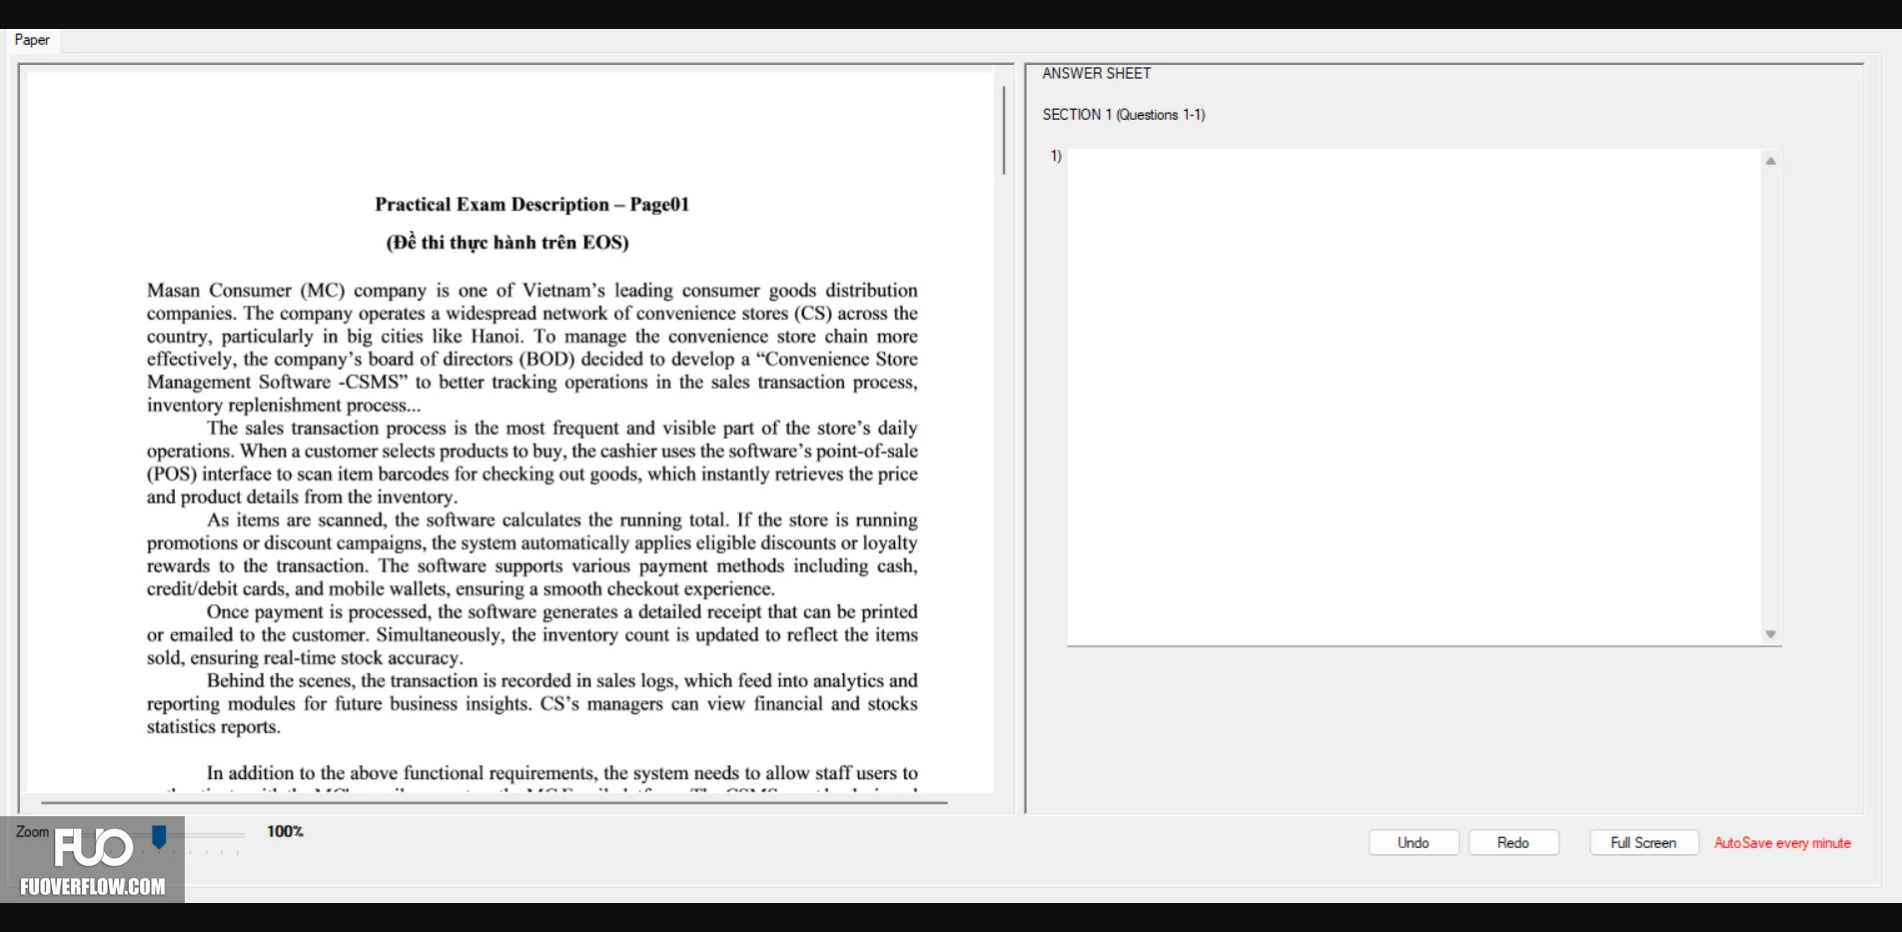 Paper
Practical Exam Description – Page01
(Đề thi thực hành trên EOS)
Masan Consumer (MC) company is one of Vietnam's leading consumer goods distribution
companies. The company operates a widespread network of convenience stores (CS) across the
country, particularly in big cities like Hanoi. To manage the convenience store chain more
effectively, the company's board of directors (BOD) decided to develop a “Convenience Store
Management Software -CSMS” to better tracking operations in the sales transaction process,
inventory replenishment process...
The sales transaction process is the most frequent and visible part of the store's daily
operations. When a customer selects products to buy, the cashier uses the software's point-of-sale
(POS) interface to scan item barcodes for checking out goods, which instantly retrieves the price
and product details from the inventory.
As items are scanned, the software calculates the running total. If the store is running
promotions or discount campaigns, the system automatically applies eligible discounts or loyalty
rewards to the transaction. The software supports various payment methods including cash,
credit/debit cards, and mobile wallets, ensuring a smooth checkout experience.
Once payment is processed, the software generates a detailed receipt that can be printed
or emailed to the customer. Simultaneously, the inventory count is updated to reflect the items
sold, ensuring real-time stock accuracy.
Behind the scenes, the transaction is recorded in sales logs, which feed into analytics and
reporting modules for future business insights. CS's managers can view financial and stocks
statistics reports.
In addition to the above functional requirements, the system needs to allow staff users to
ANSWER SHEET
SECTION 1 (Questions 1-1)
1)
Zoom
100%
Undo
Redo
Full Screen
AutoSave every minute
FUO
FUOVERFLOW.COM